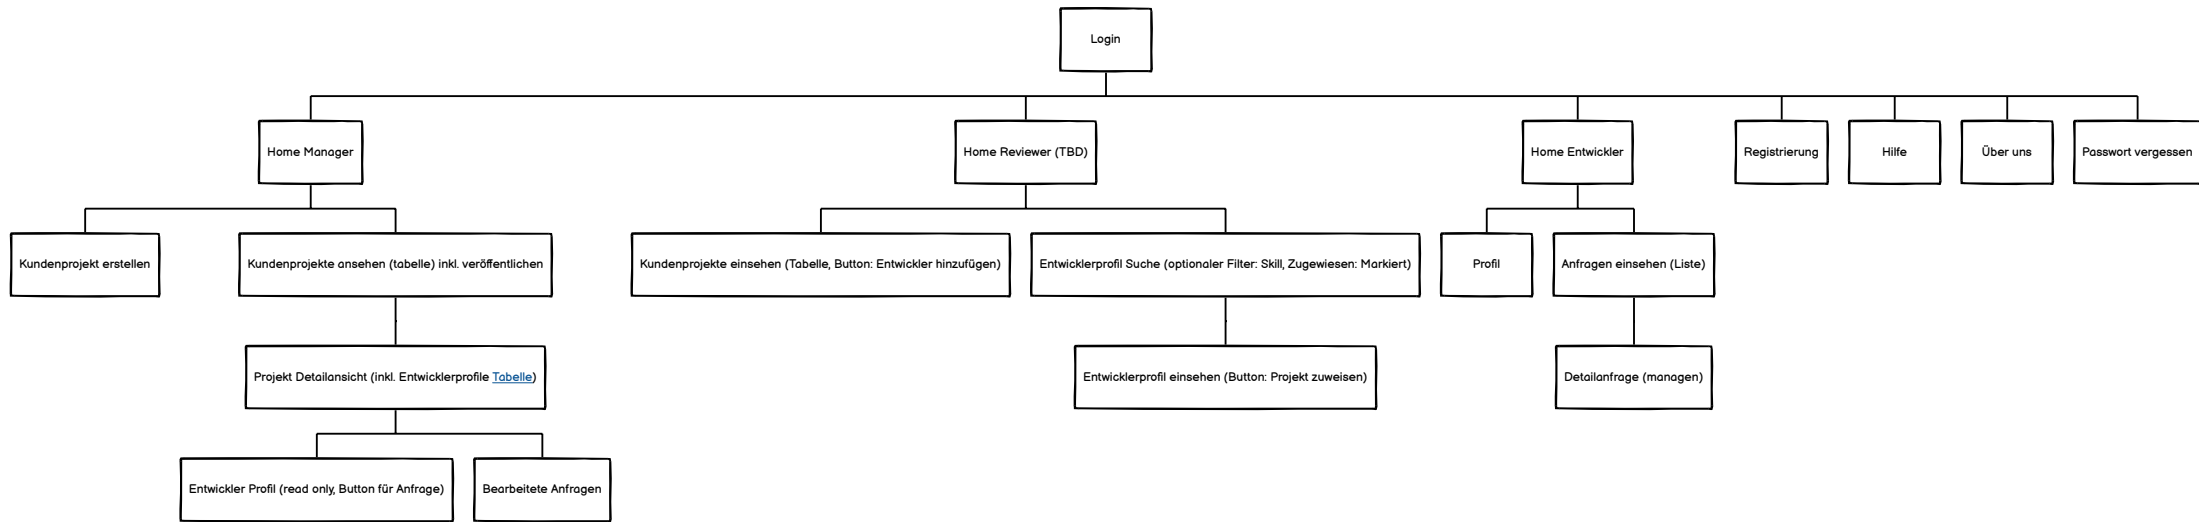 Login
Home Manager
Home Reviewer (TBD)
Home Entwickler
Registrierung
Hilfe
Über uns
Passwort vergessen
Kundenprojekt erstellen
Kundenprojekte ansehen (tabelle) inkl. veröffentlichen
Kundenprojekte einsehen (Tabelle, Button: Entwickler hinzufügen)
Entwicklerprofil Suche (optionaler Filter: Skill, Zugewiesen: Markiert)
Profil
Anfragen einsehen (Liste)
Projekt Detailansicht (inkl. Entwicklerprofile Tabelle)
Entwicklerprofil einsehen (Button: Projekt zuweisen)
Detailanfrage (managen)
Entwickler Profil (read only, Button für Anfrage)
Bearbeitete Anfragen